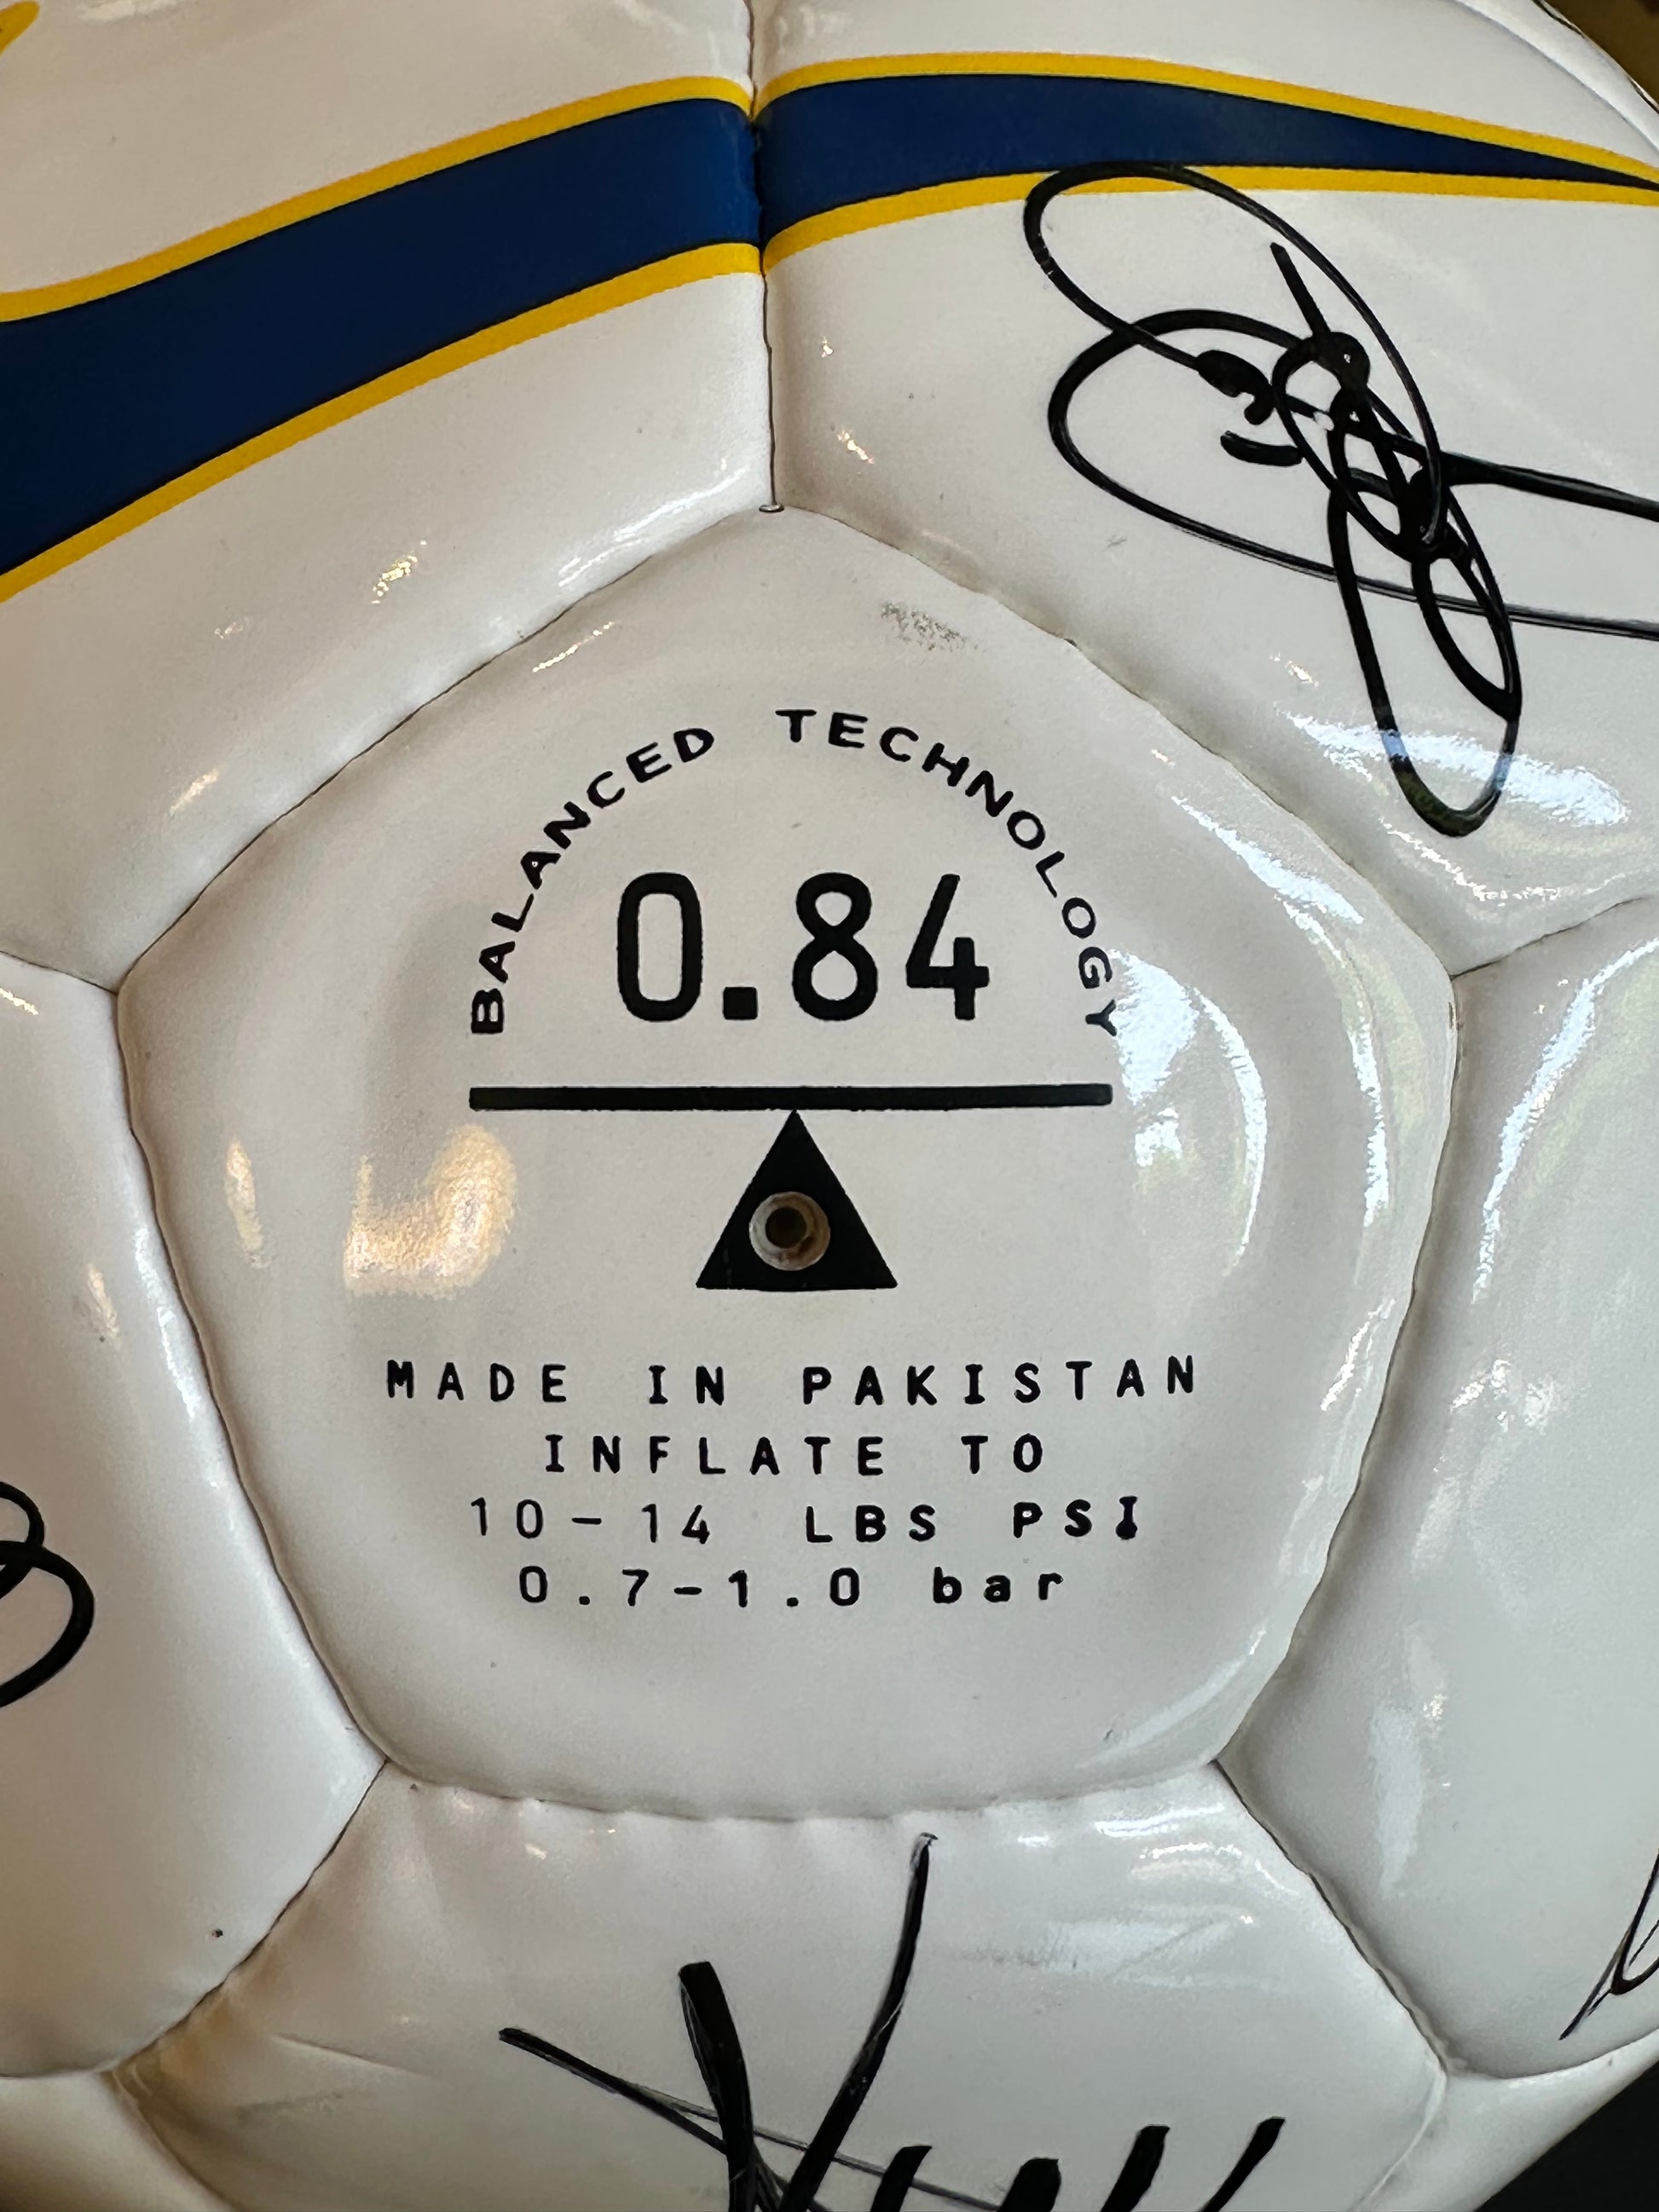 BALANCED TECHNOLOGY
0.84
MADE IN PAKISTAN
INFLATE TO
10-14 LBS PSI
0.7-1.0 bar